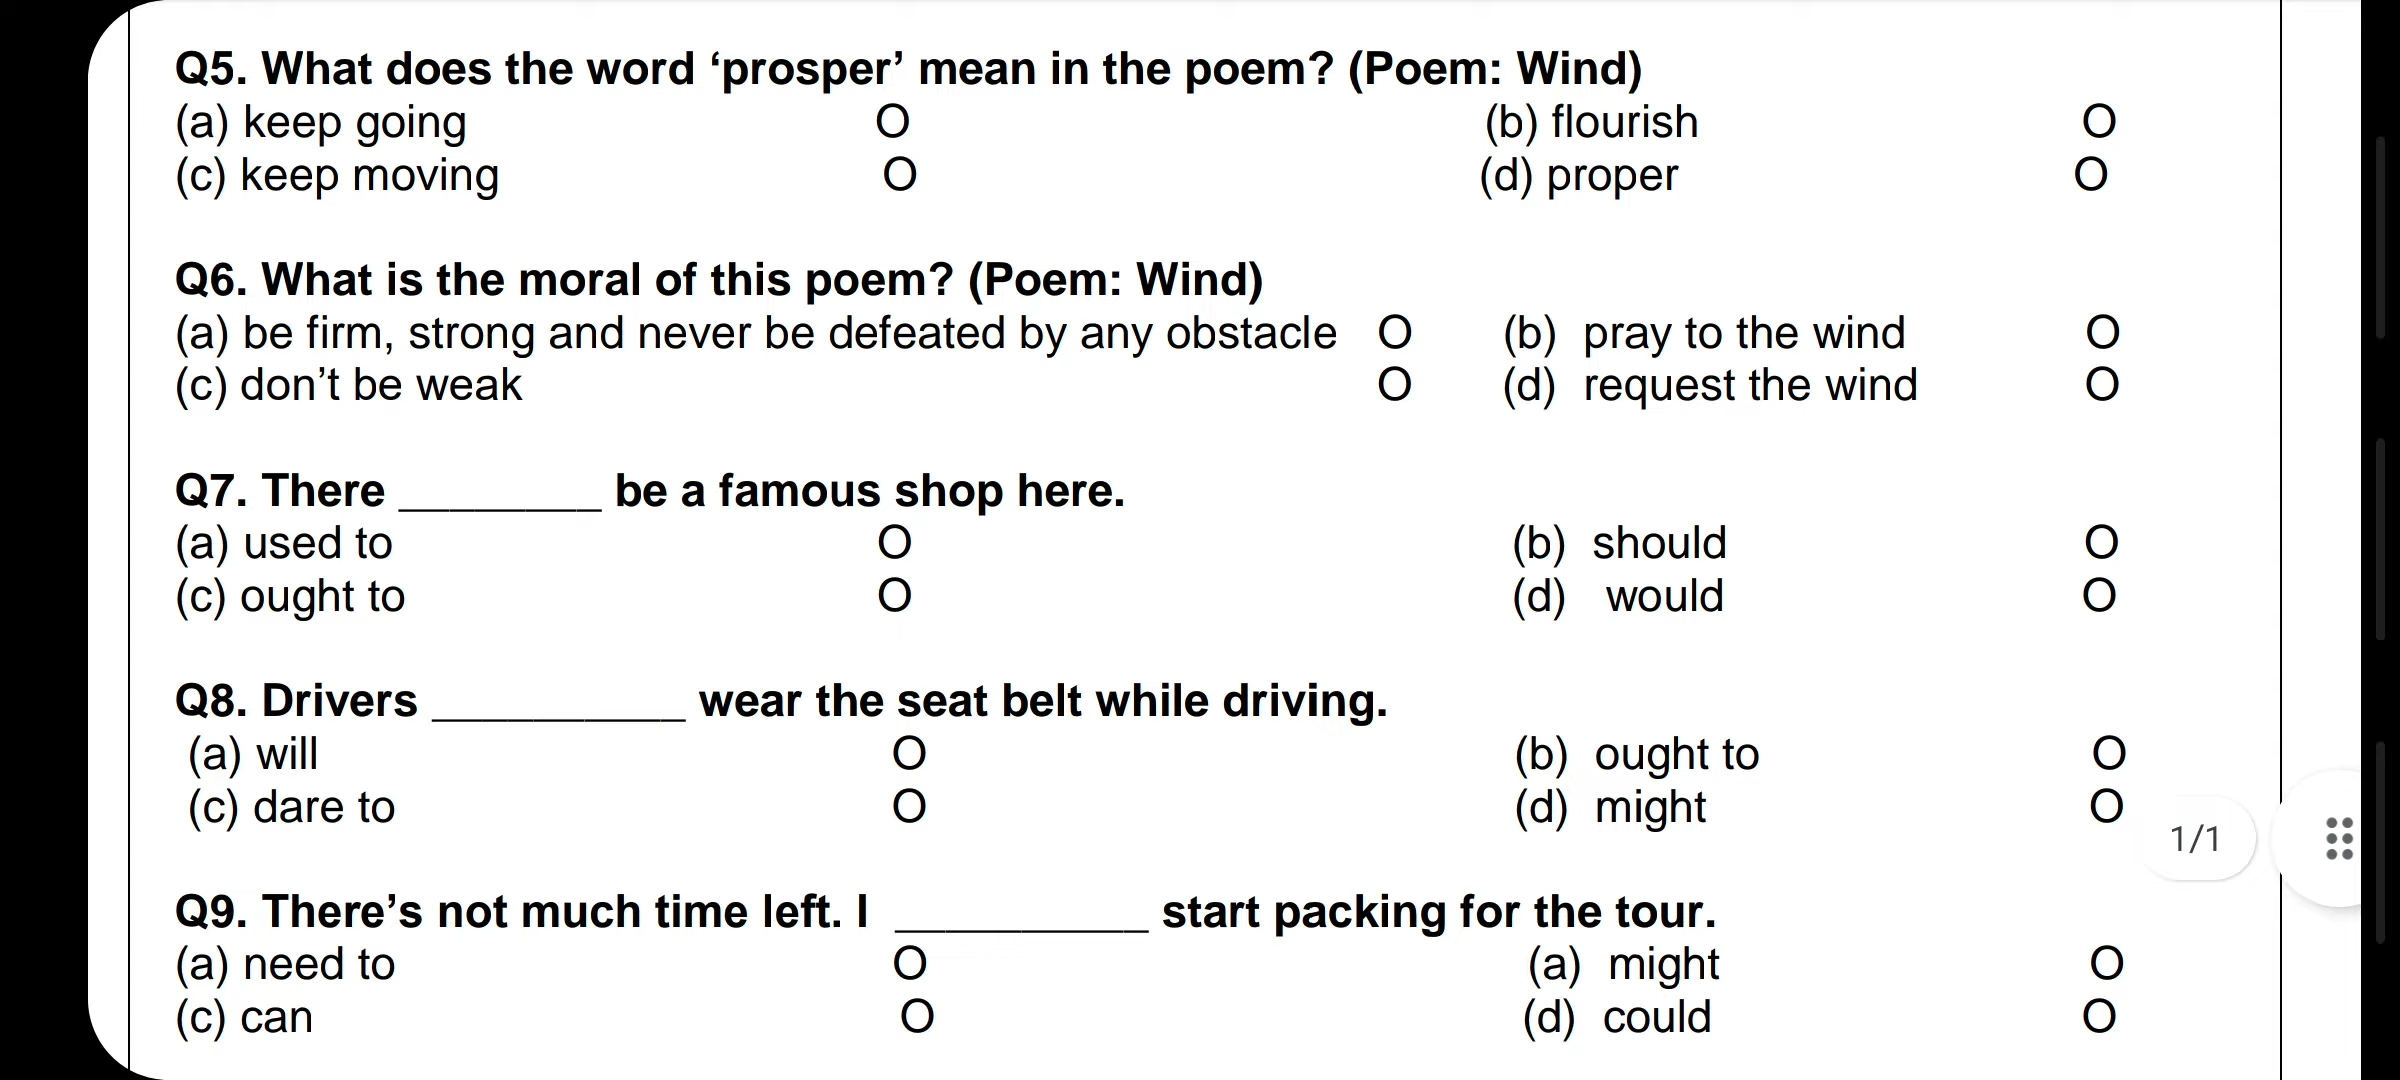 Q5. What does the word ‘prosper’ mean in the poem? (Poem: Wind)
(a) keep going O (b) flourish O
(c) keep moving O (d) proper O
Q6. What is the moral of this poem? (Poem: Wind)
(a) be firm, strong and never be defeated by any obstacle O (b) pray to the wind O
(c) don’t be weak O (d) request the wind O
Q7. There ________ be a famous shop here.
(a) used to O (b) should O
(c) ought to O (d) would O
Q8. Drivers __________ wear the seat belt while driving.
(a) will O (b) ought to O
(c) dare to O (d) might O
1/1
Q9. There’s not much time left. I __________ start packing for the tour.
(a) need to O (a) might O
(c) can O (d) could O